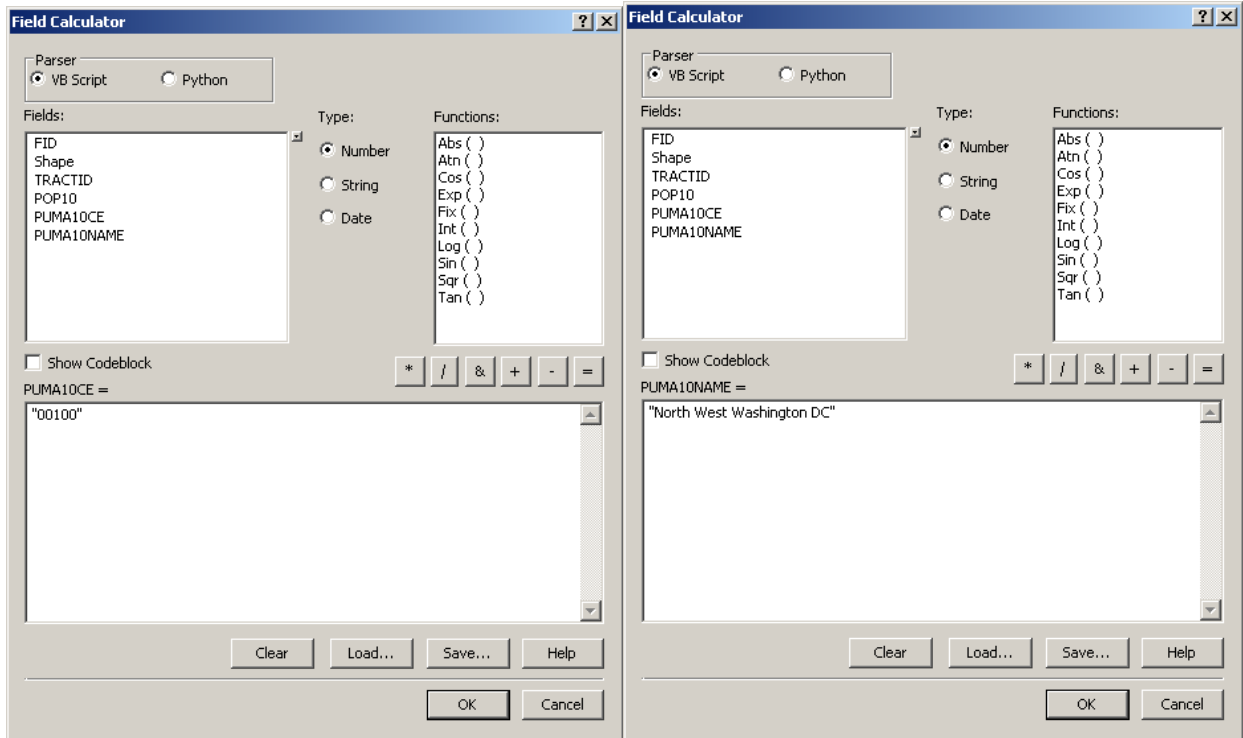 Field Calculator
? X
Parser
VB Script Python
Fields:
Type:
Functions:
FID
Shape
TRACTID
POP10
PUMA10CE
PUMA10NAME
Number
String
Date
Abs ( )
Atn ( )
Cos ( )
Exp ( )
Fix ( )
Int ( )
Log ( )
Sin ( )
Sqr ( )
Tan ( )
Show Codeblock
* / & + - =
PUMA10CE =
"00100"
Clear Load... Save... Help
OK Cancel
Field Calculator
? X
Parser
VB Script Python
Fields:
Type:
Functions:
FID
Shape
TRACTID
POP10
PUMA10CE
PUMA10NAME
Number
String
Date
Abs ( )
Atn ( )
Cos ( )
Exp ( )
Fix ( )
Int ( )
Log ( )
Sin ( )
Sqr ( )
Tan ( )
Show Codeblock
* / & + - =
PUMA10NAME =
"North West Washington DC"
Clear Load... Save... Help
OK Cancel